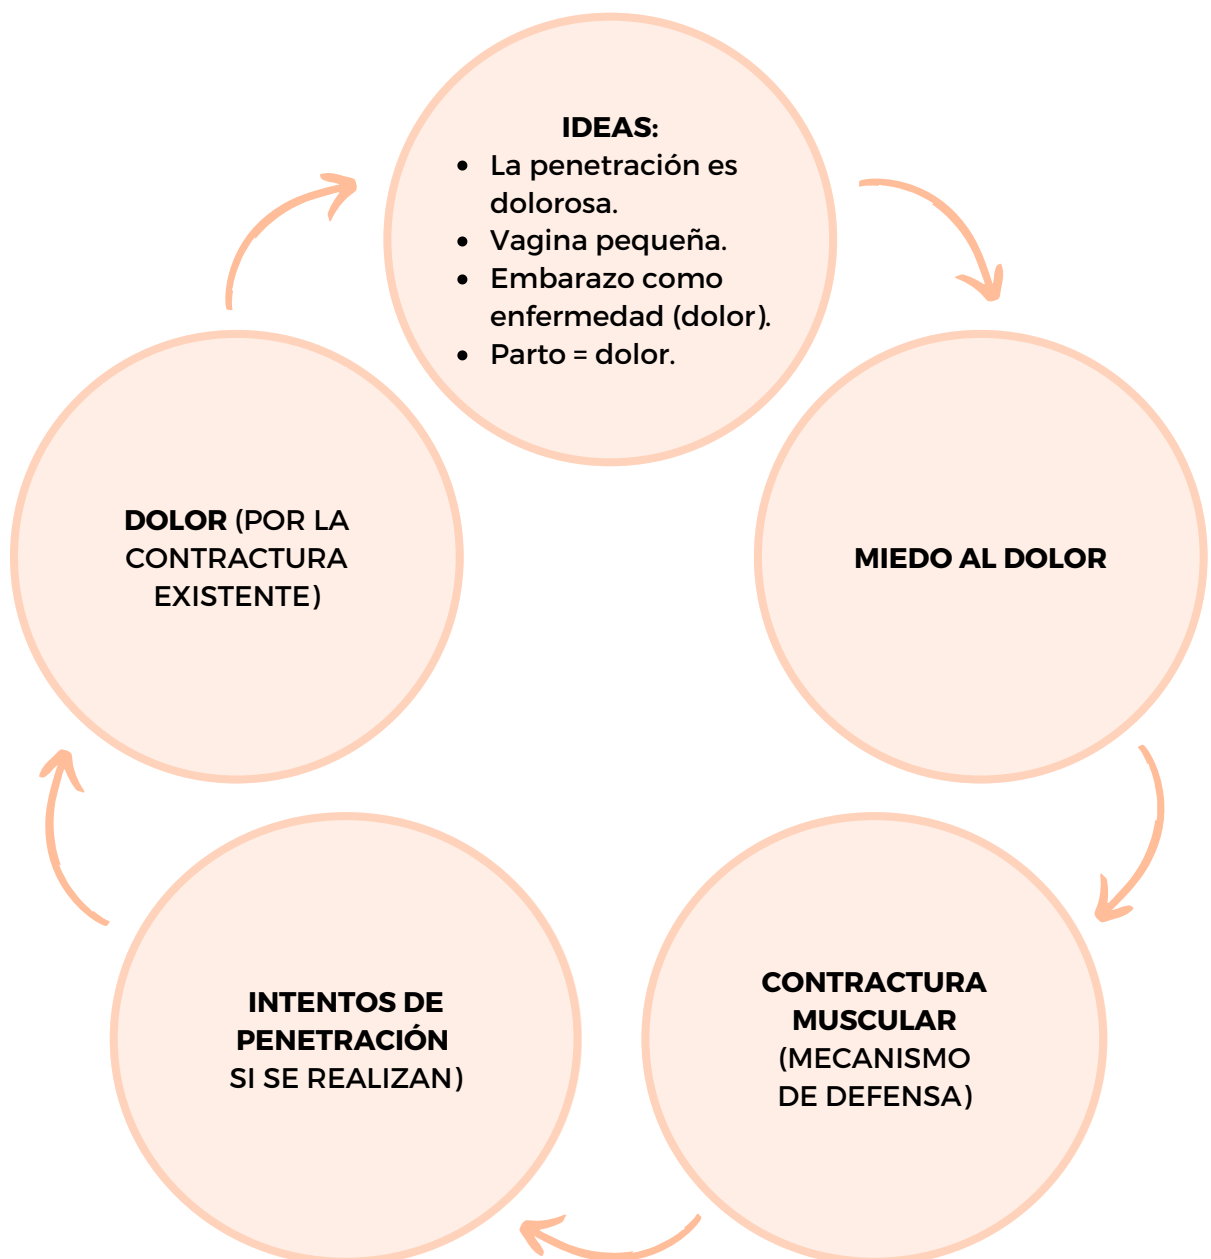 IDEAS:
• La penetración es
dolorosa.
• Vagina pequeña.
• Embarazo como
enfermedad (dolor).
• Parto = dolor.
MIEDO AL DOLOR
CONTRACTURA
MUSCULAR
(MECANISMO
DE DEFENSA)
INTENTOS DE
PENETRACIÓN
SI SE REALIZAN)
DOLOR (POR LA
CONTRACTURA
EXISTENTE)